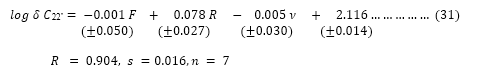 log δ C₂₂' = −0.001 F + 0.078 R − 0.005 ν + 2.116 … … … … … (31)
(±0.050) (±0.027) (±0.030) (±0.014)
R = 0.904, s = 0.016, n = 7